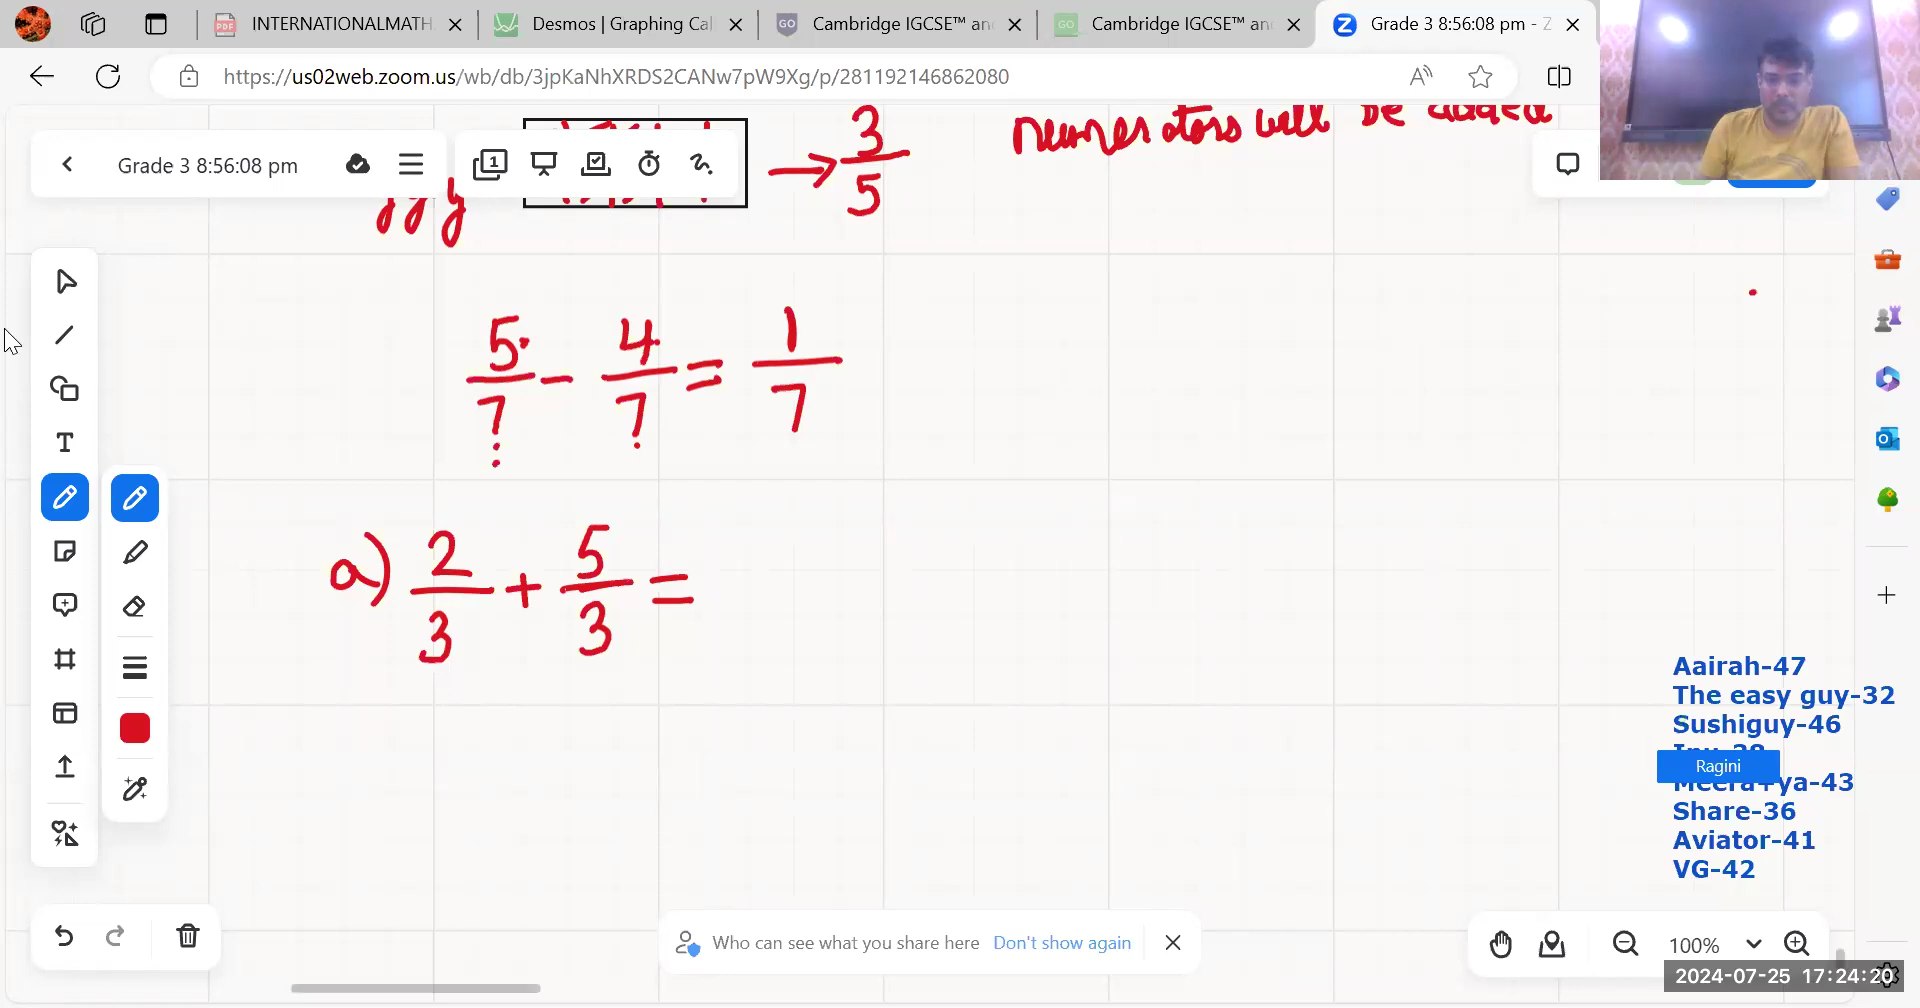 INTERNATIONALMATH
Desmos | Graphing Cal
Cambridge IGCSE™ an
Cambridge IGCSE™ an
Grade 3 8:56:08 pm - Z
https://us02web.zoom.us/wb/db/3jpKaNhXRDS2CANw7pW9Xg/p/281192146862080
numerators will be added
Grade 3 8:56:08 pm
→ 3/5
5/7 - 4/7 = 1/7
a) 2/3 + 5/3 =
Aairah-47
The easy guy-32
Sushiguy-46
Ragini
ya-43
Share-36
Aviator-41
VG-42
Who can see what you share here Don't show again
100%
2024-07-25 17:24:20